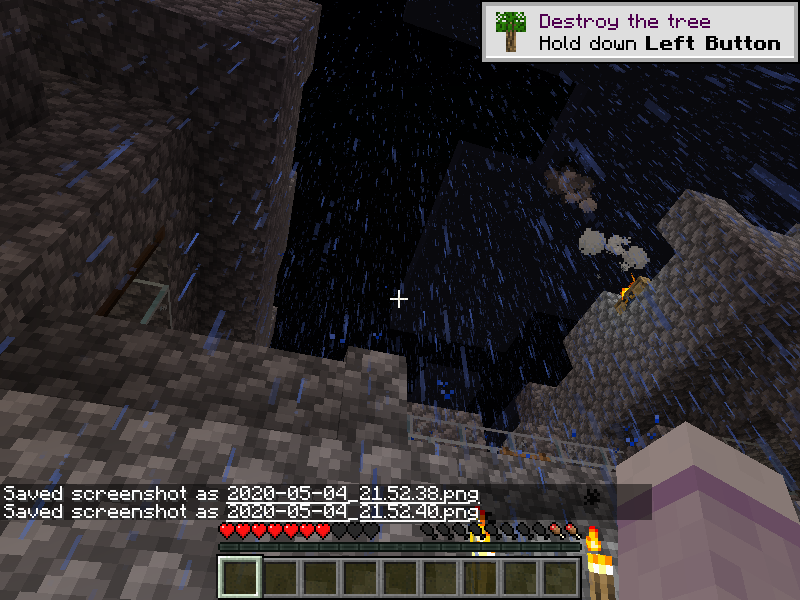 Destroy the tree
Hold down Left Button
Saved screenshot as 2020-05-04_21.52.38.png
Saved screenshot as 2020-05-04_21.52.40.png